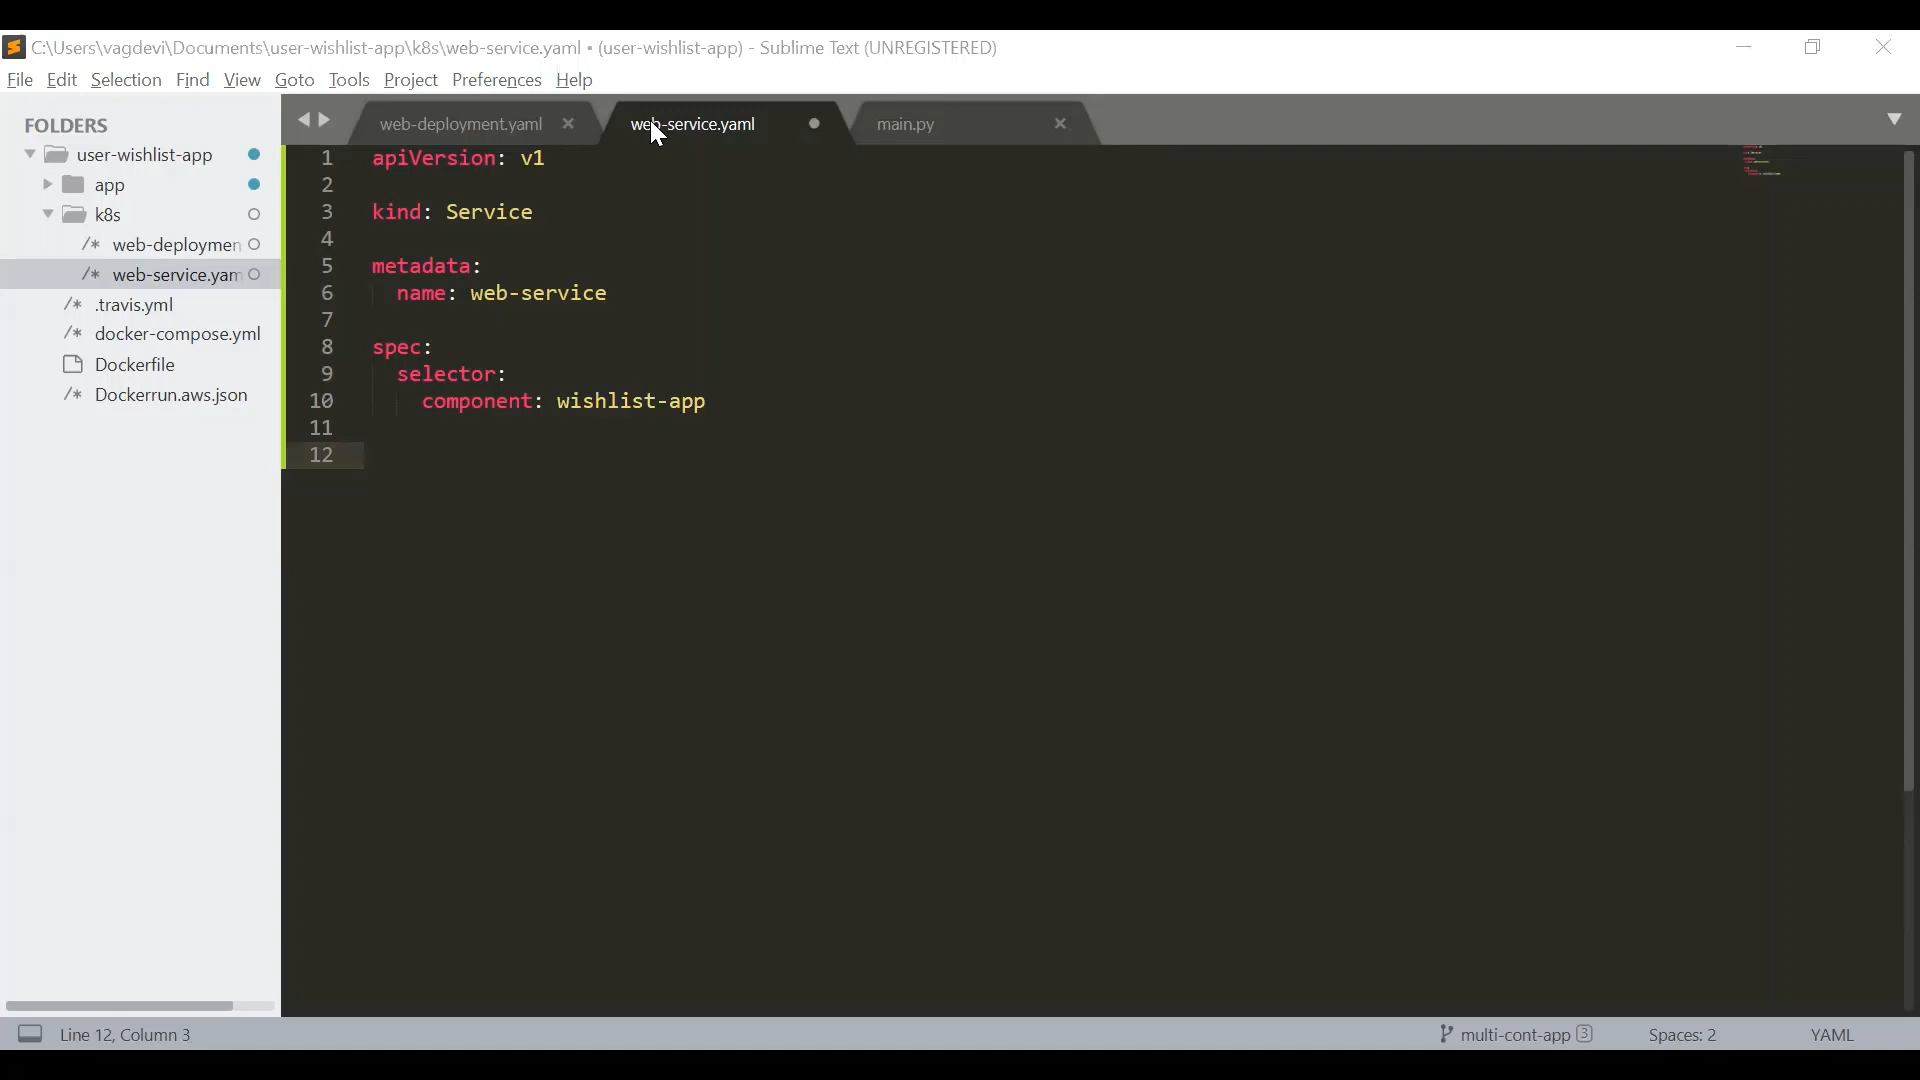 C:\Users\vagdevi\Documents\user-wishlist-app\k8s\web-service.yaml • (user-wishlist-app) - Sublime Text (UNREGISTERED)
File Edit Selection Find View Goto Tools Project Preferences Help
FOLDERS
user-wishlist-app
app
k8s
/* web-deploymen
/* web-service.yam
/* .travis.yml
/* docker-compose.yml
Dockerfile
/* Dockerrun.aws.json
web-deployment.yaml
web-service.yaml
main.py
1 apiVersion: v1
2
3 kind: Service
4
5 metadata:
6 name: web-service
7
8 spec:
9 selector:
10 component: wishlist-app
11
12
Line 12, Column 3
multi-cont-app 3
Spaces: 2
YAML